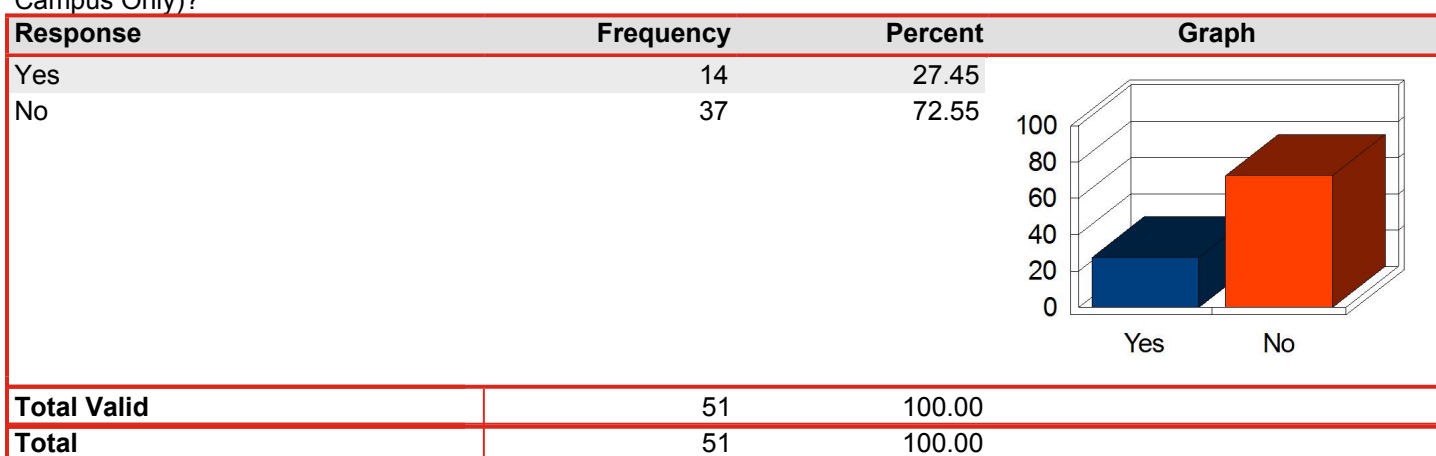 Campus Only)?
Response Frequency Percent Graph
Yes 14 27.45
No 37 72.55
100
80
60
40
20
0
Yes No
Total Valid 51 100.00
Total 51 100.00